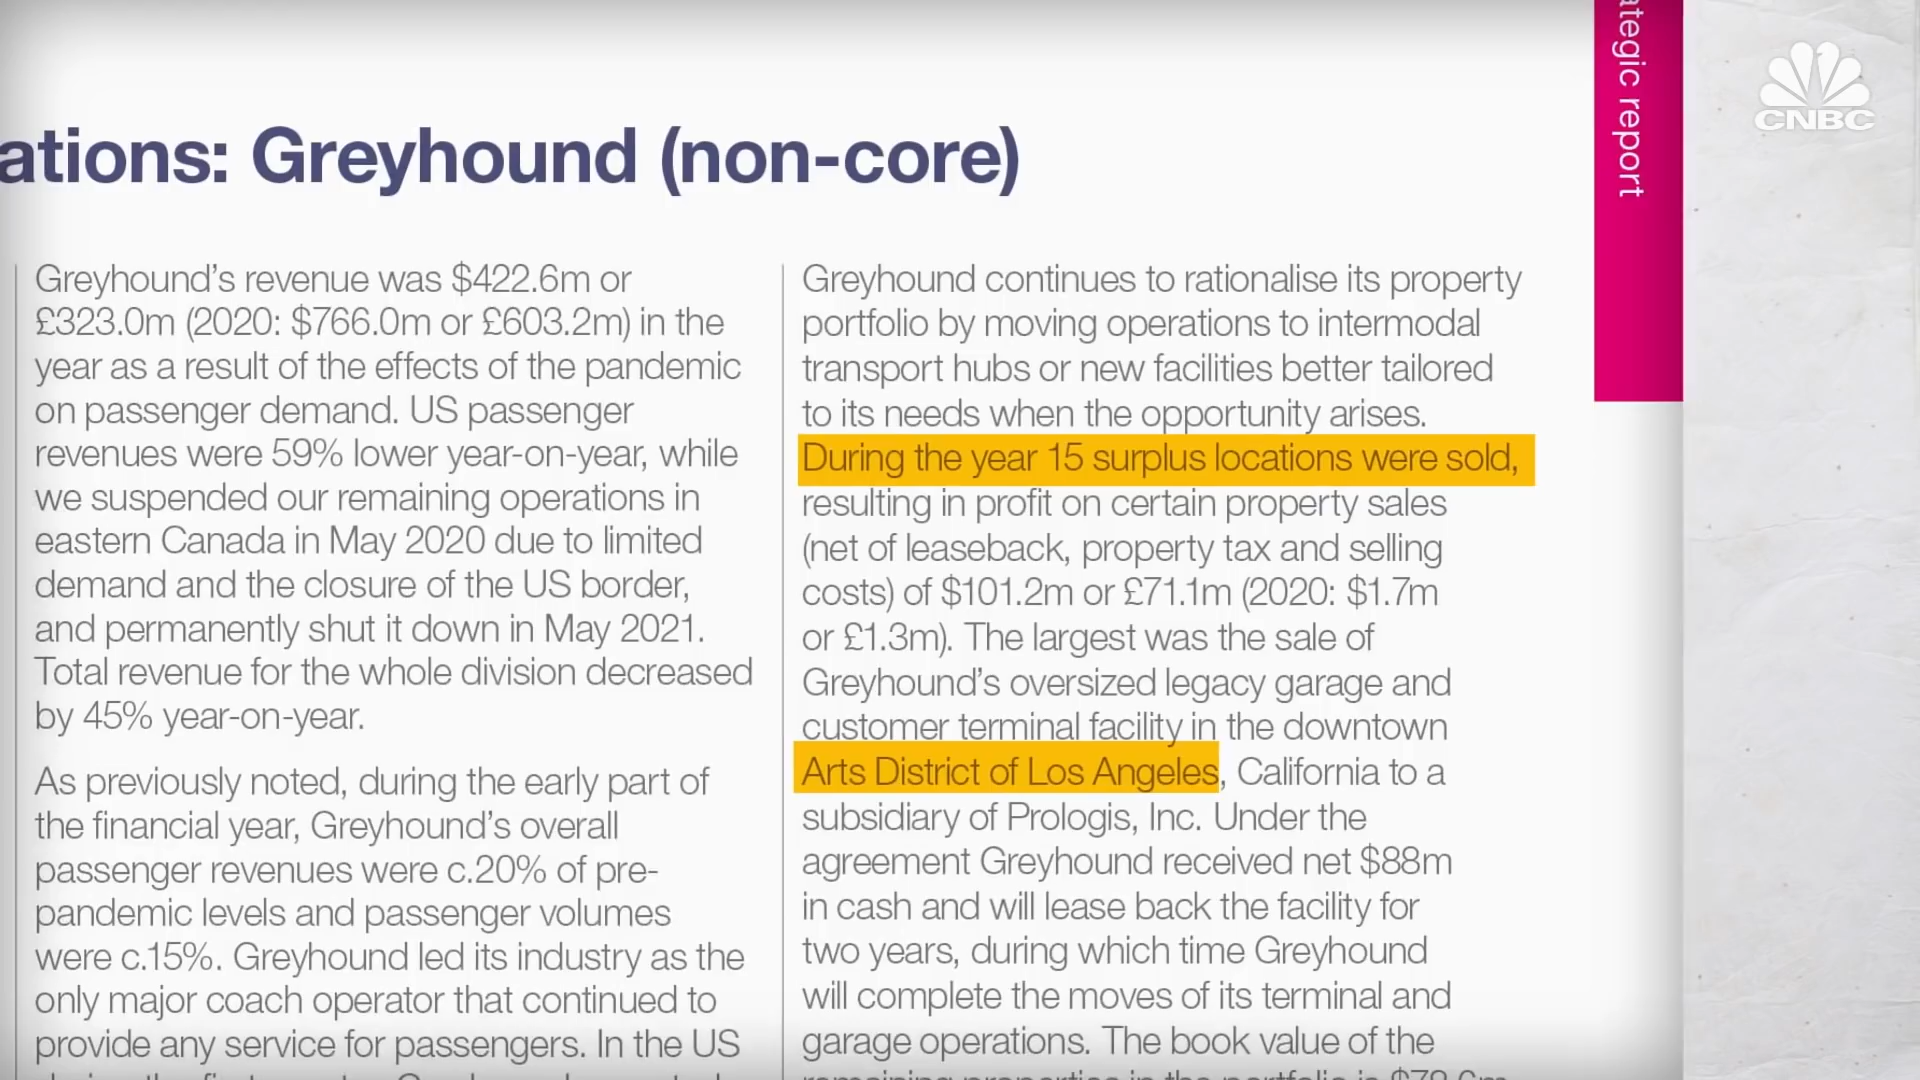 ategic report
CNBC
ations: Greyhound (non-core)
Greyhound’s revenue was $422.6m or
£323.0m (2020: $766.0m or £603.2m) in the
year as a result of the effects of the pandemic
on passenger demand. US passenger
revenues were 59% lower year-on-year, while
we suspended our remaining operations in
eastern Canada in May 2020 due to limited
demand and the closure of the US border,
and permanently shut it down in May 2021.
Total revenue for the whole division decreased
by 45% year-on-year.
As previously noted, during the early part of
the financial year, Greyhound’s overall
passenger revenues were c.20% of pre-
pandemic levels and passenger volumes
were c.15%. Greyhound led its industry as the
only major coach operator that continued to
provide any service for passengers. In the US
Greyhound continues to rationalise its property
portfolio by moving operations to intermodal
transport hubs or new facilities better tailored
to its needs when the opportunity arises.
During the year 15 surplus locations were sold,
resulting in profit on certain property sales
(net of leaseback, property tax and selling
costs) of $101.2m or £71.1m (2020: $1.7m
or £1.3m). The largest was the sale of
Greyhound’s oversized legacy garage and
customer terminal facility in the downtown
Arts District of Los Angeles, California to a
subsidiary of Prologis, Inc. Under the
agreement Greyhound received net $88m
in cash and will lease back the facility for
two years, during which time Greyhound
will complete the moves of its terminal and
garage operations. The book value of the